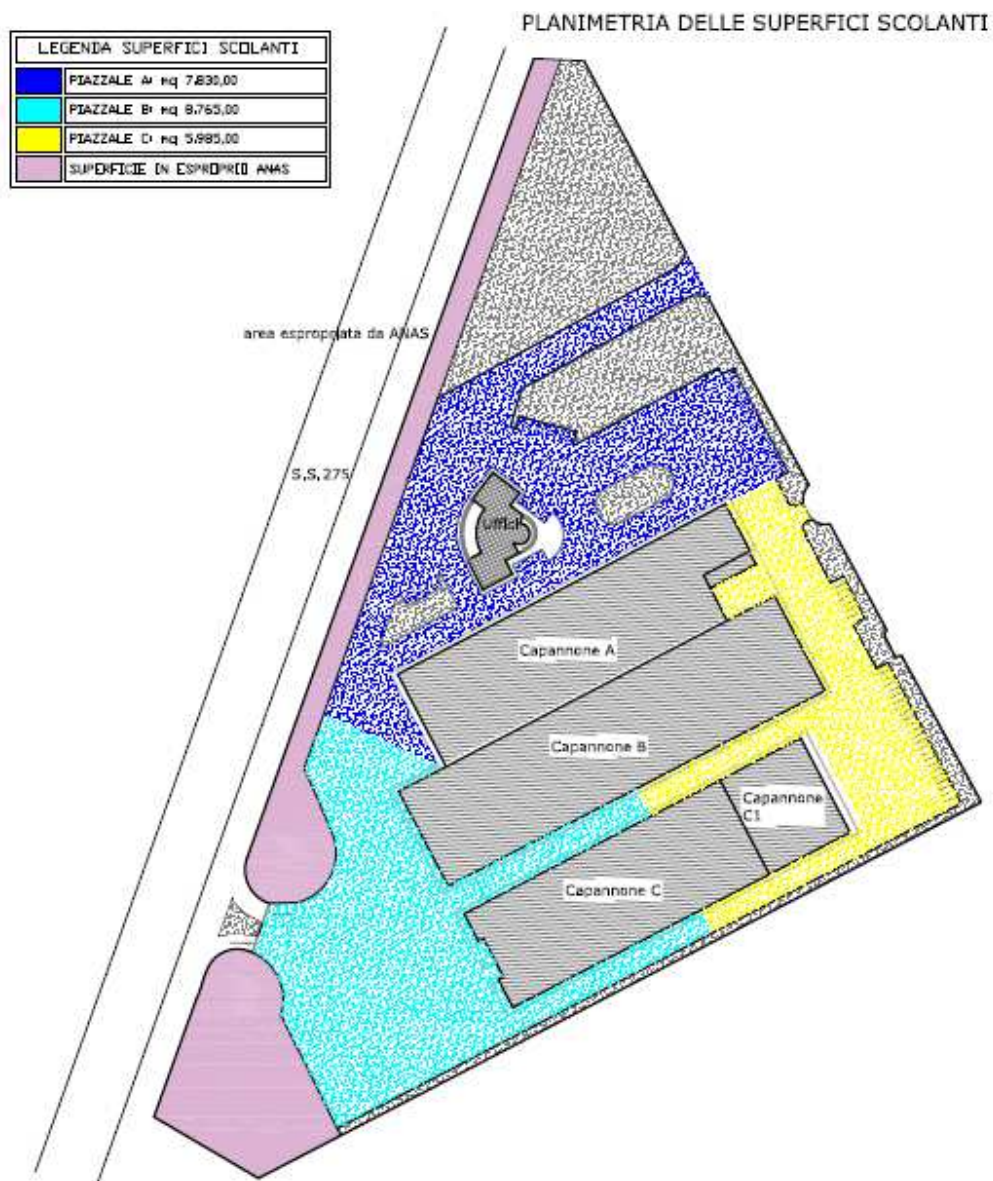 PLANIMETRIA DELLE SUPERFICI SCOLANTI
LEGENDA SUPERFICI SCOLANTI
PIAZZALE A: mq 7.830,00
PIAZZALE B: mq 8.765,00
PIAZZALE C: mq 5.985,00
SUPERFICIE IN ESPROPRIO ANAS
area espropriata da ANAS
S.S.275
Uffici
Capannone A
Capannone B
Capannone
C1
Capannone C